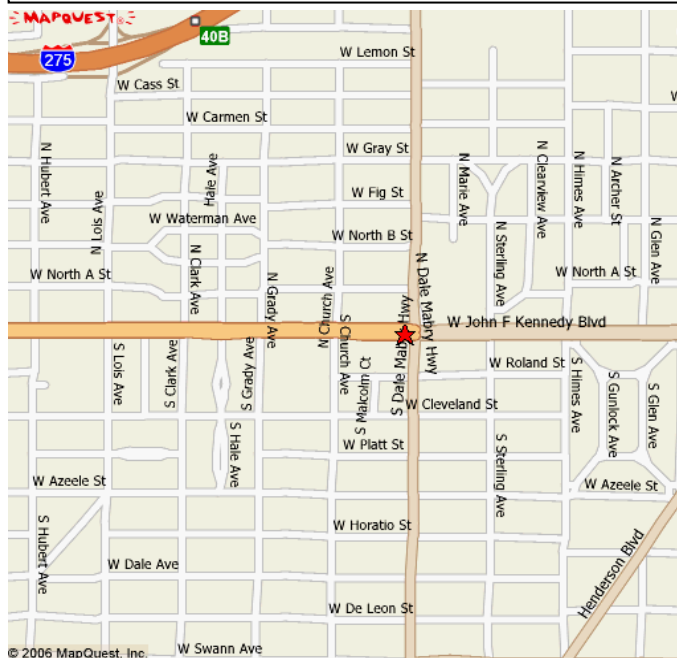 MAPQUEST
40B
275
W Lemon St
W Cass St
W Carmen St
W Gray St
N Hubert Ave
N Lois Ave
Hale Ave
N Marie Ave
N Clearview Ave
N Himes Ave
N Archer St
W
W Fig St
W Waterman Ave
W North B St
N Sterling Ave
N Glen Ave
N Clark Ave
W North A St
W North A St
N Grady Ave
N Church Ave
N Dale Mabry Hwy
S Church Ave
W John F Kennedy Blvd
S Lois Ave
S Clark Ave
S Grady Ave
S Malcolm Ct
S Dale Mabry Hwy
W Roland St
S Himes Ave
S Gunlock Ave
S Glen Ave
W Cleveland St
S Hale Ave
W Platt St
S Sterling Ave
W Azeele St
W Azeele St
S Hubert Ave
W Horatio St
W Dale Ave
Henderson Blvd
W De Leon St
W Swann Ave
© 2006 MapQuest, Inc.